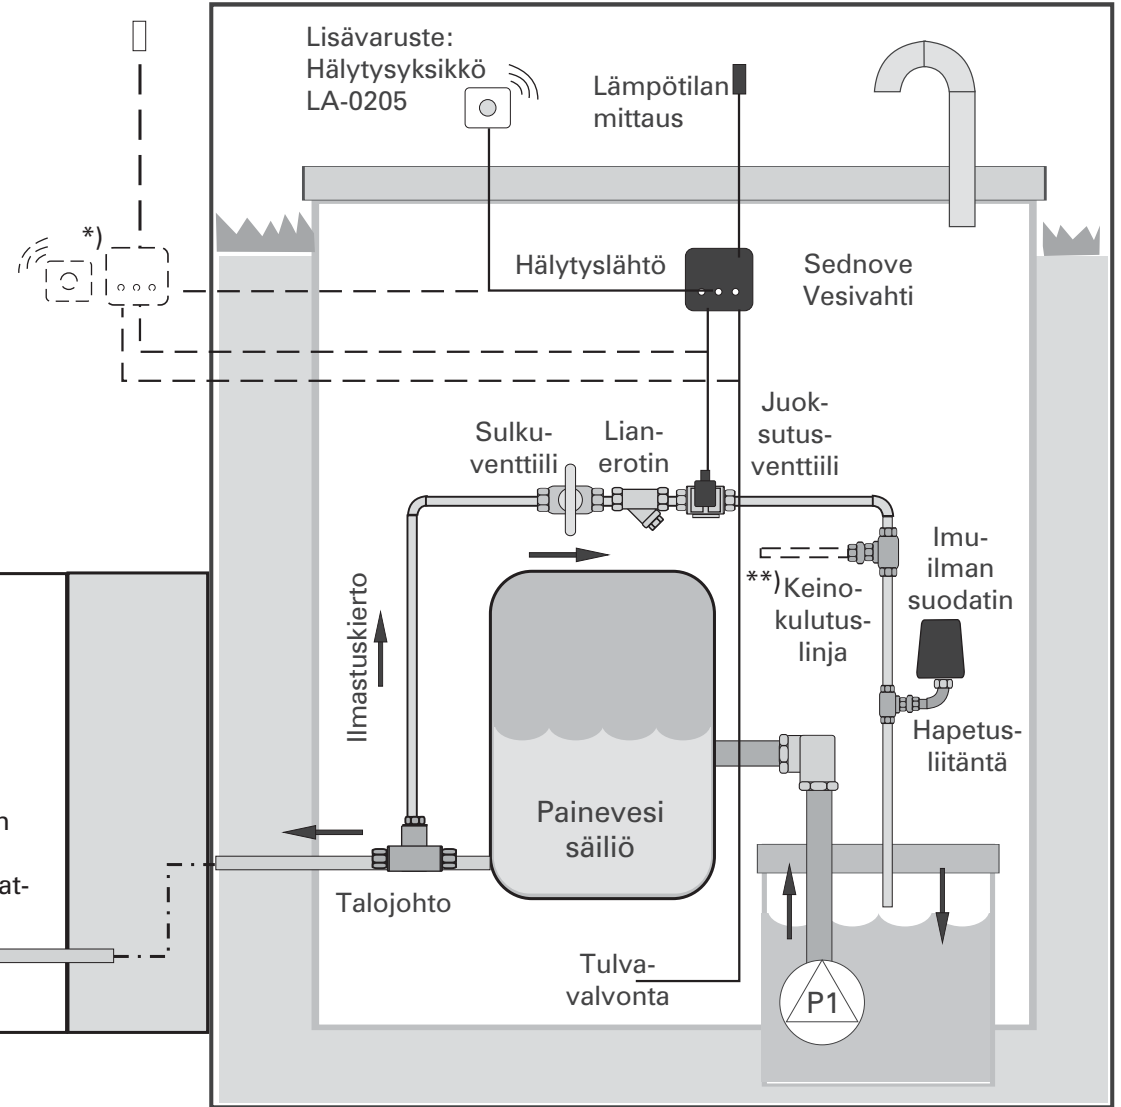 Lisävaruste:
Hälytysyksikkö
LA-0205
Lämpötilan
mittaus
*)
Hälytyslähtö
Sednove
Vesivahti
Sulku-
venttiili
Lian-
erotin
Juok-
sutus-
venttiili
**) Keino-
kulutus-
linja
Imu-
ilman
suodatin
Ilmastuskierto
Hapetus-
liitäntä
Painevesi
säiliö
n
at-
Talojohto
Tulva-
valvonta
P1